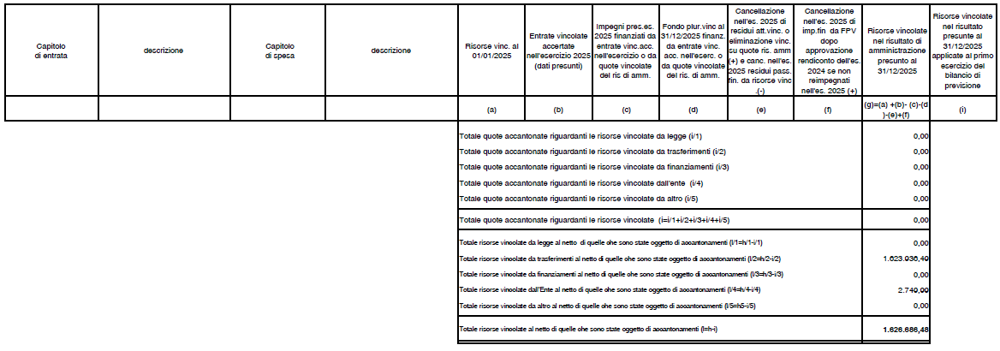 Capitolo
di entrata
descrizione
Capitolo
di spesa
descrizione
Risorse vinc. al
01/01/2025
Entrate vincolate
accertate
nell'esercizio 2025
(dati presunti)
Impegni pres.es.
2025 finanziati da
entrate vinc.acc.
nell'esercizio o da
quote vincolate
del ris di amm.
Fondo plur.vinc al
31/12/2025 finanz.
da entrate vinc.
acc. nell'eserc. o
da quote vincolate
del ris. di amm.
Cancellazione
nell'es. 2025 di
residui att.vinc. o
eliminazione vinc.
su quote ris. amm
(+) e canc. nell'es.
2025 residui pass.
fin. da risorse vinc
.(-)
Cancellazione
nell'es. 2025 di
imp.fin da FPV
dopo
approvazione
rendiconto dell'es.
2024 se non
reimpegnati
nell'es. 2025 (+)
Risorse vincolate
nel risultato di
amministrazione
presunto al
31/12/2025
Risorse vincolate
nel risultato
presunte al
31/12/2025
applicate al primo
esercizio del
bilancio di
previsione
(a)
(b)
(c)
(d)
(e)
(f)
(g)=(a) +(b)- (c)-(d
)-(e)+(f)
(i)
Totale quote accantonate riguardanti le risorse vincolate da legge (i/1) 0,00
Totale quote accantonate riguardanti le risorse vincolate da trasferimenti (i/2) 0,00
Totale quote accantonate riguardanti le risorse vincolate da finanziamenti (i/3) 0,00
Totale quote accantonate riguardanti le risorse vincolate dall'ente (i/4) 0,00
Totale quote accantonate riguardanti le risorse vincolate da altro (i/5) 0,00
Totale quote accantonate riguardanti le risorse vincolate (i=i/1+i/2+i/3+i/4+i/5) 0,00
Totale risorse vincolate da legge al netto di quelle che sono state oggetto di accantonamenti (l/1=h/1-i/1) 0,00
Totale risorse vincolate da trasferimenti al netto di quelle che sono state oggetto di accantonamenti (l/2=h/2-i/2) 1.623.936,49
Totale risorse vincolate da finanziamenti al netto di quelle che sono state oggetto di accantonamenti (l/3=h/3-i/3) 0,00
Totale risorse vincolate dall'Ente al netto di quelle che sono state oggetto di accantonamenti (l/4=h/4-i/4) 2.749,99
Totale risorse vincolate da altro al netto di quelle che sono state oggetto di accantonamenti (l/5=h5-i/5) 0,00
Totale risorse vincolate al netto di quelle che sono state oggetto di accantonamenti (l=h-i) 1.626.686,48